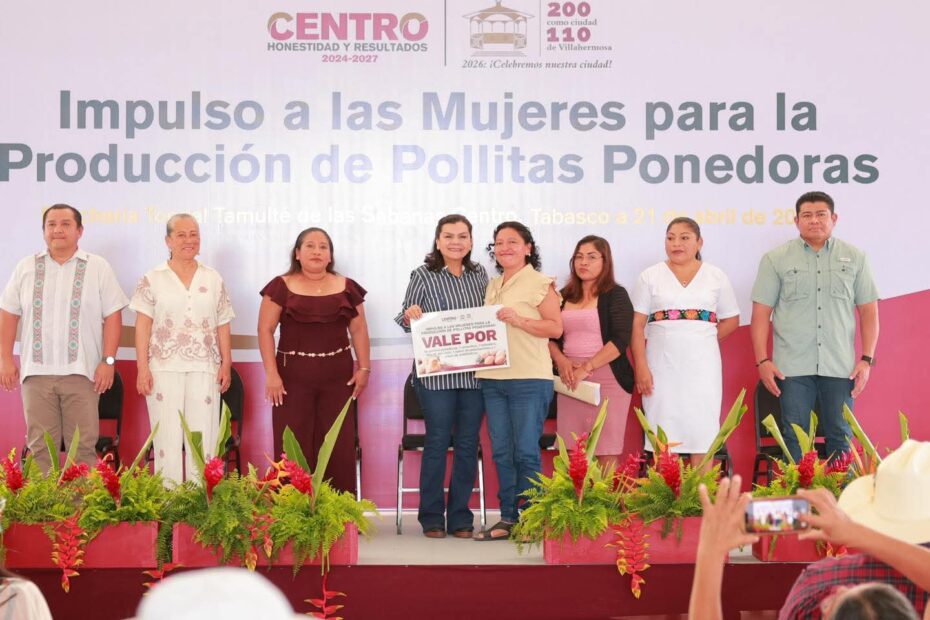 CENTRO
HONESTIDAD Y RESULTADOS
2024-2027
200
como ciudad
110
de Villahermosa
2026: ¡Celebremos nuestra ciudad!
Impulso a las Mujeres para la
Producción de Pollitas Ponedoras
Tamulté de las Sabanas Centro, Tabasco a 21 de abril de
VALE POR